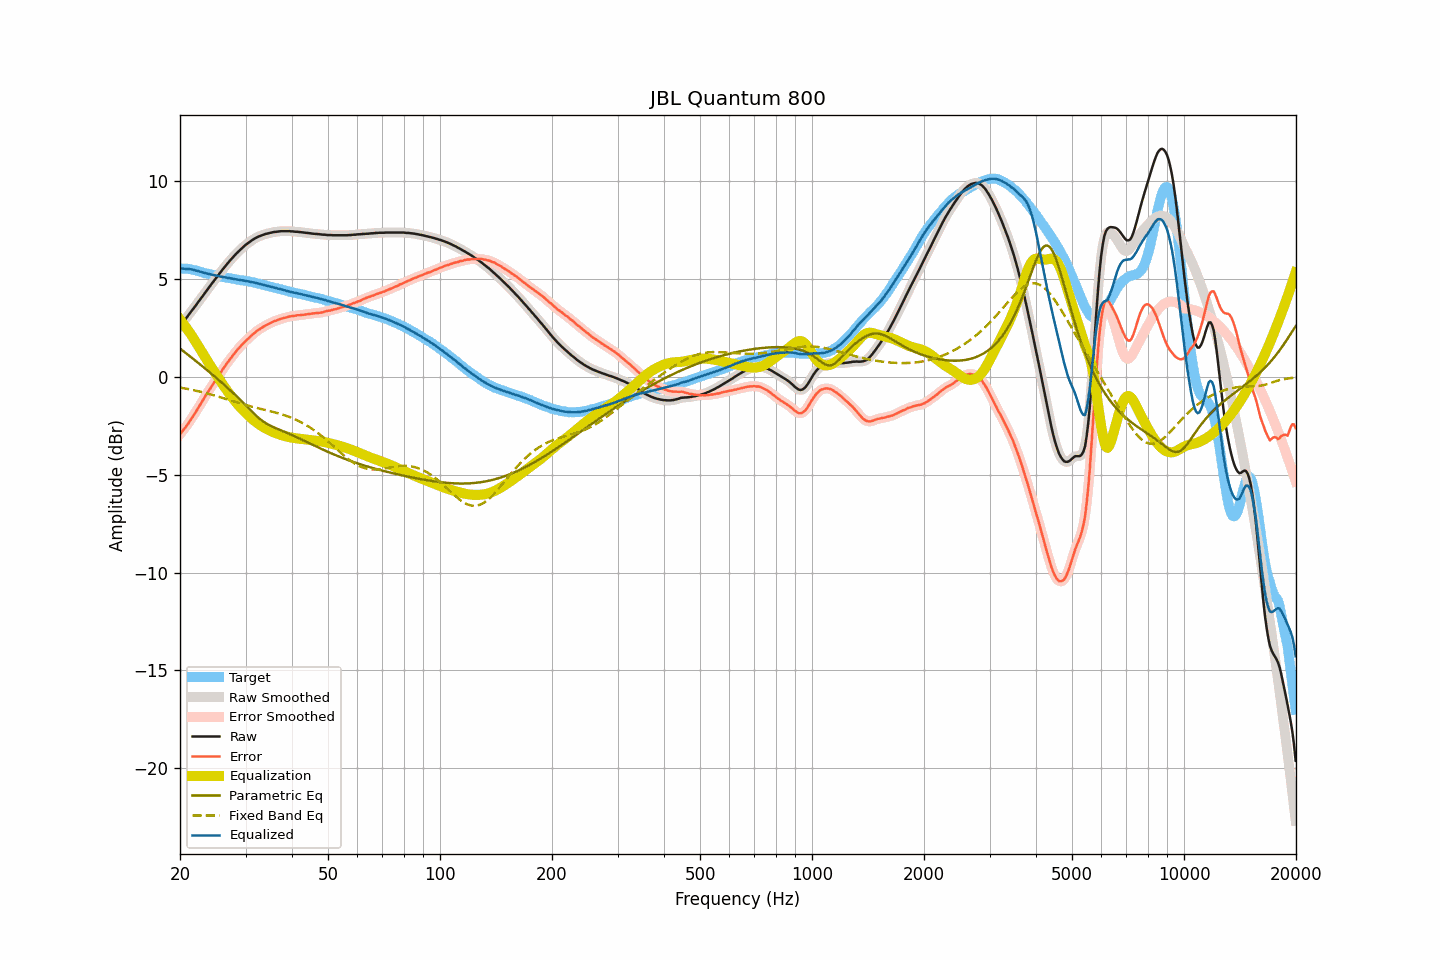 JBL Quantum 800
Amplitude (dBr)
10
5
0
−5
−10
−15
−20
Target
Raw Smoothed
Error Smoothed
Raw
Error
Equalization
Parametric Eq
Fixed Band Eq
Equalized
20 50 100 200 500 1000 2000 5000 10000 20000
Frequency (Hz)